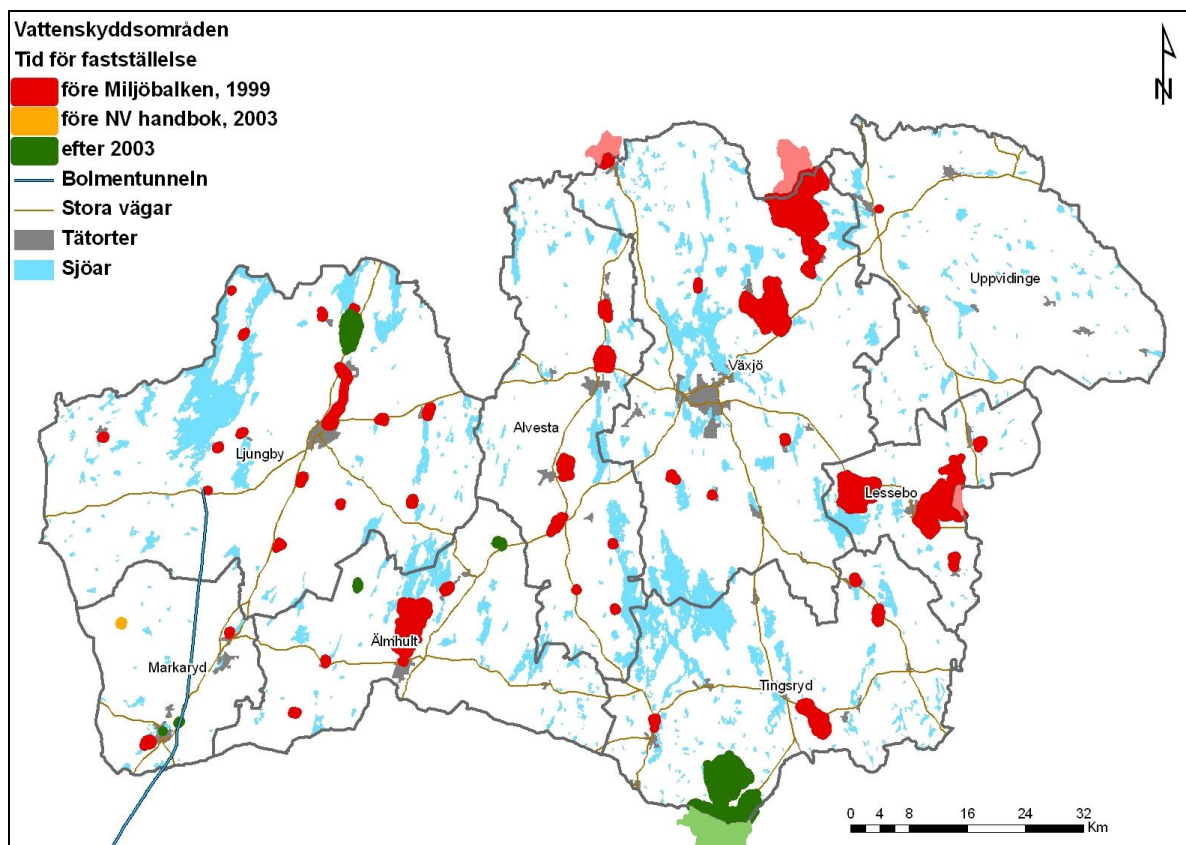 Vattenskyddsområden
Tid för fastställelse
före Miljöbalken, 1999
före NV handbok, 2003
efter 2003
Bolmentunneln
Stora vägar
Tätorter
Sjöar
N
Uppvidinge
Växjö
Alvesta
Ljungby
Lessebo
Älmhult
Markaryd
Tingsryd
0 2 4 8 16 24 32
Km